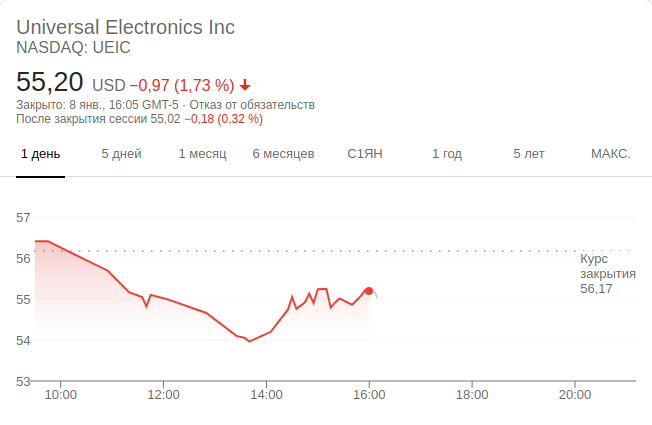 Universal Electronics Inc
NASDAQ: UEIC
55,20 USD −0,97 (1,73 %)
Закрыто: 8 янв., 16:05 GMT-5 · Отказ от обязательств
После закрытия сессии 55,02 −0,18 (0,32 %)
1 день 5 дней 1 месяц 6 месяцев С1ЯН 1 год 5 лет МАКС.
57
56
55
54
53
Курс
закрытия
56,17
10:00 12:00 14:00 16:00 18:00 20:00